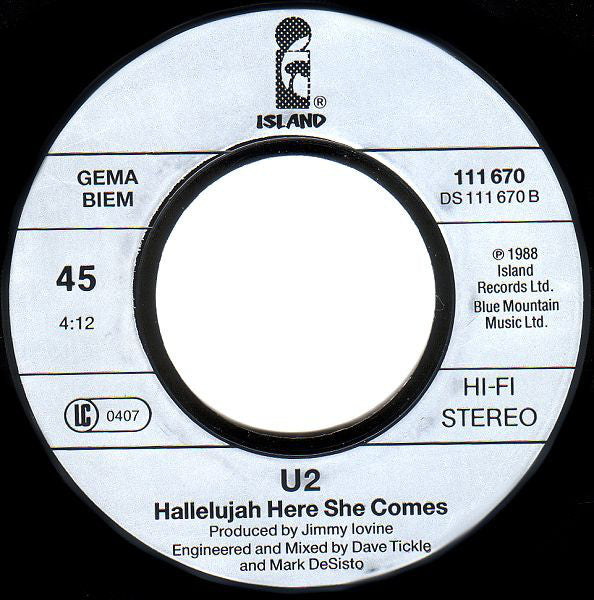 ®
ISLAND
GEMA
BIEM
111 670
DS 111 670 B
45
4:12
℗ 1988
Island
Records Ltd.
Blue Mountain
Music Ltd.
LC 0407
HI-FI
STEREO
U2
Hallelujah Here She Comes
Produced by Jimmy Iovine
Engineered and Mixed by Dave Tickle
and Mark DeSisto